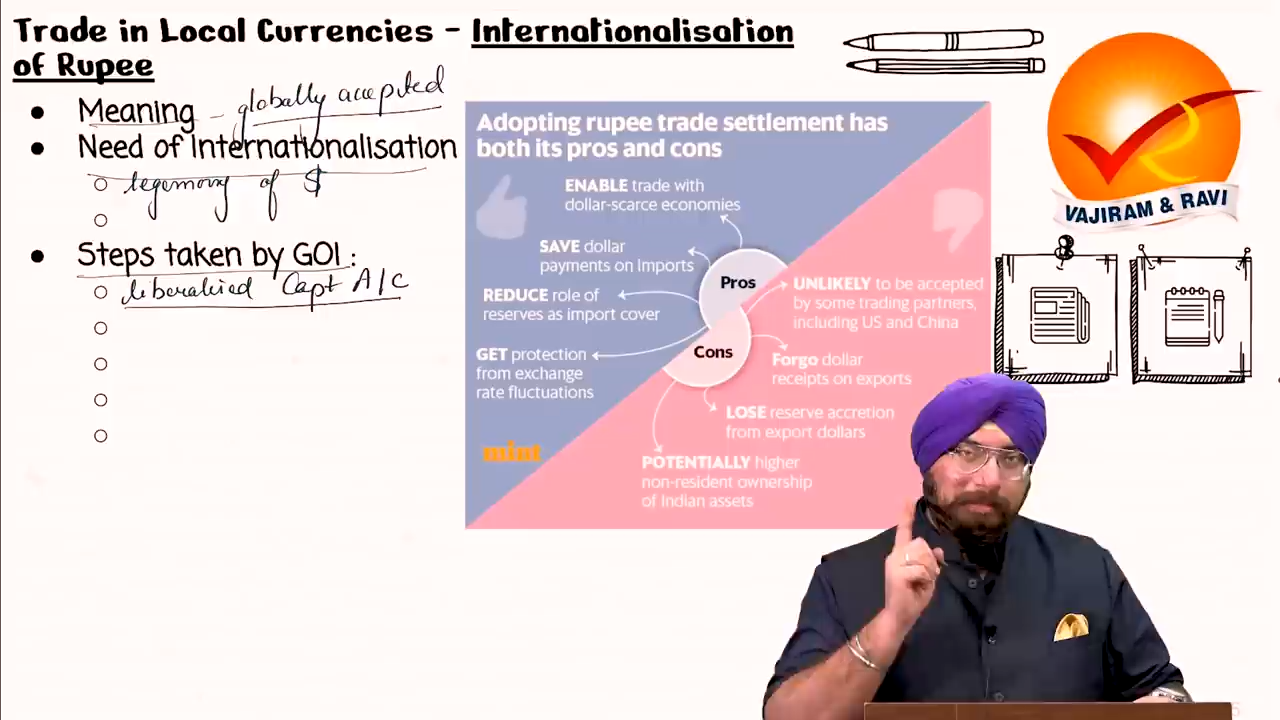 Trade in Local Currencies - Internationalisation
of Rupee
Meaning - globally accepted
Need of Internationalisation
Hegemony of $
Steps taken by GOI :
liberalised Capt A/C
Adopting rupee trade settlement has
both its pros and cons
ENABLE trade with
dollar-scarce economies
SAVE dollar
payments on Imports
REDUCE role of
reserves as import cover
GET protection
from exchange
rate fluctuations
Pros
Cons
UNLIKELY to be accepted
by some trading partners,
including US and China
Forgo dollar
receipts on exports
LOSE reserve accretion
from export dollars
POTENTIALLY higher
non-resident ownership
of Indian assets
mint
VAJIRAM & RAVI